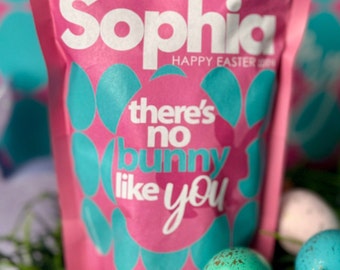 Sophia
HAPPY EASTER
there's
no
bunny
like you